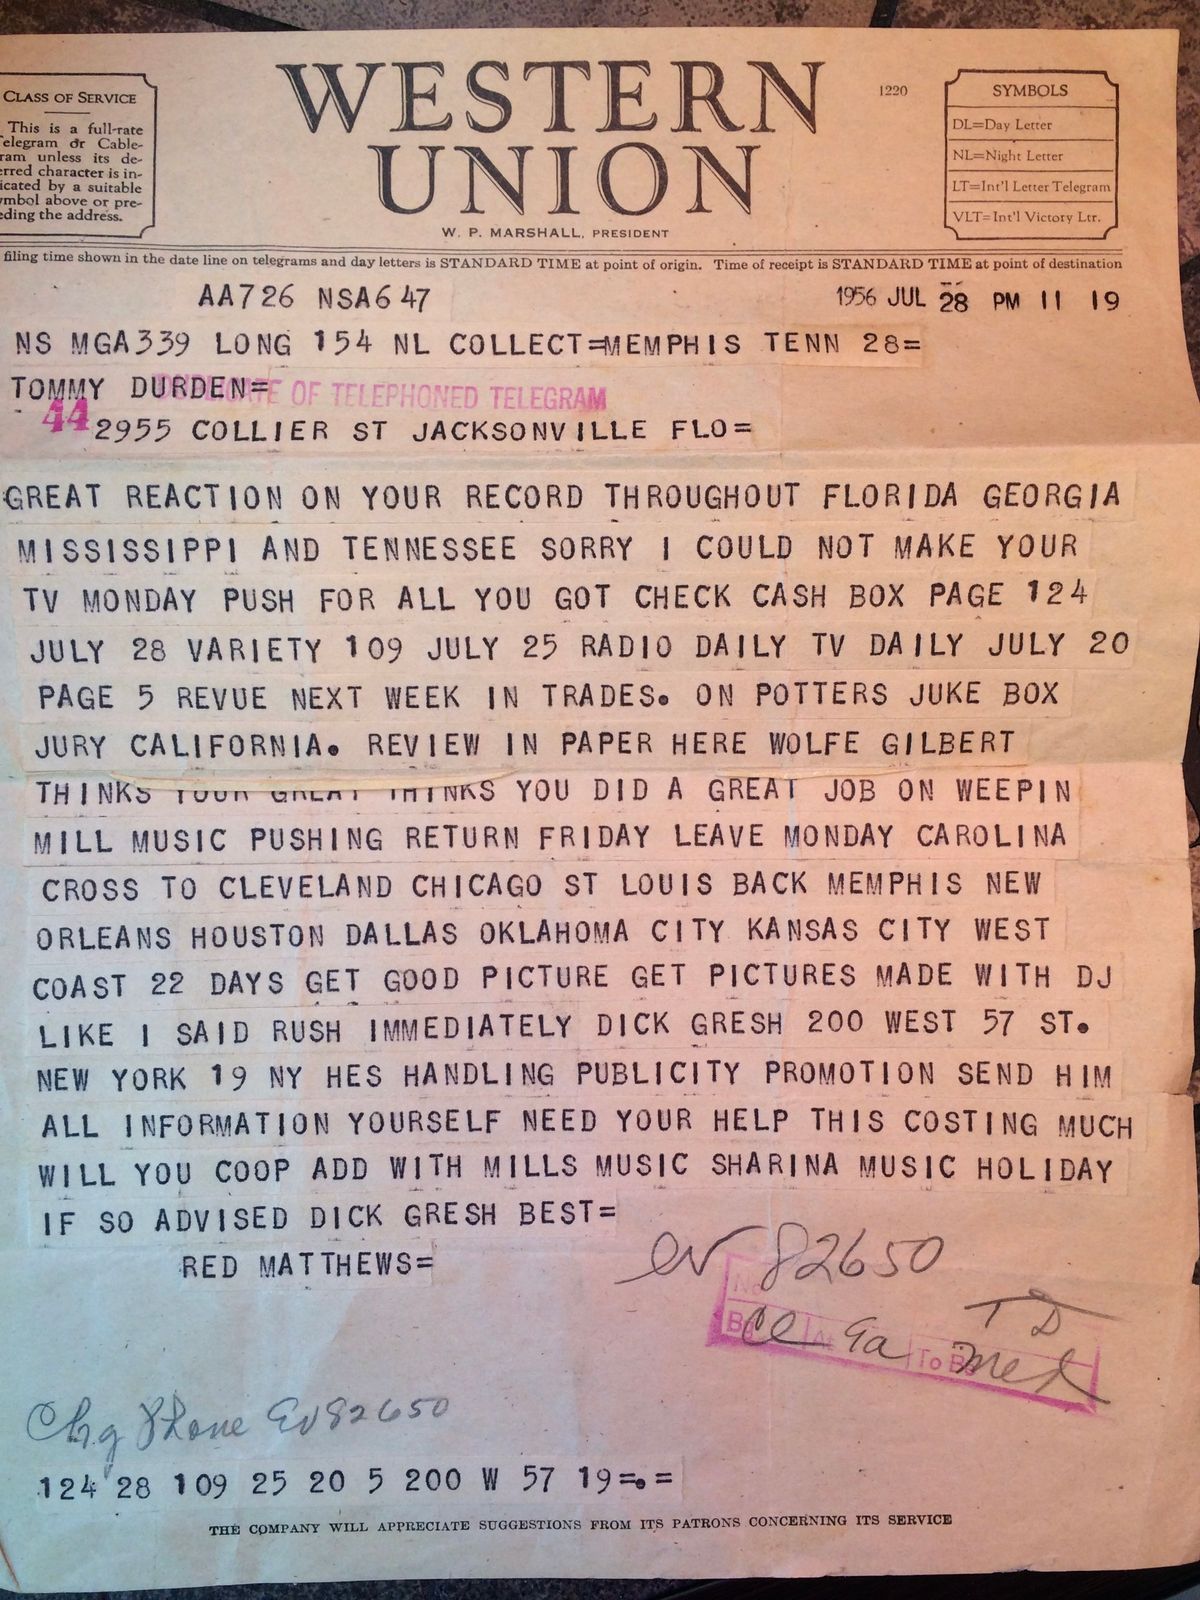 CLASS OF SERVICE
This is a full-rate
Telegram or Cable-
ram unless its de-
erred character is in-
icated by a suitable
ymbol above or pre-
eding the address.
WESTERN
UNION
W. P. MARSHALL, PRESIDENT
1220
SYMBOLS
DL=Day Letter
NL=Night Letter
LT=Int'l Letter Telegram
VLT=Int'l Victory Ltr.
filing time shown in the date line on telegrams and day letters is STANDARD TIME at point of origin. Time of receipt is STANDARD TIME at point of destination
AA726 NSA647
1956 JUL 28 PM 11 19
NS MGA339 LONG 154 NL COLLECT=MEMPHIS TENN 28=
TOMMY DURDEN=
DUPLICATE OF TELEPHONED TELEGRAM
44
2955 COLLIER ST JACKSONVILLE FLO=
GREAT REACTION ON YOUR RECORD THROUGHOUT FLORIDA GEORGIA
MISSISSIPPI AND TENNESSEE SORRY I COULD NOT MAKE YOUR
TV MONDAY PUSH FOR ALL YOU GOT CHECK CASH BOX PAGE 124
JULY 28 VARIETY 109 JULY 25 RADIO DAILY TV DAILY JULY 20
PAGE 5 REVUE NEXT WEEK IN TRADES. ON POTTERS JUKE BOX
JURY CALIFORNIA. REVIEW IN PAPER HERE WOLFE GILBERT
THINKS YOUR GREAT THINKS YOU DID A GREAT JOB ON WEEPIN
MILL MUSIC PUSHING RETURN FRIDAY LEAVE MONDAY CAROLINA
CROSS TO CLEVELAND CHICAGO ST LOUIS BACK MEMPHIS NEW
ORLEANS HOUSTON DALLAS OKLAHOMA CITY KANSAS CITY WEST
COAST 22 DAYS GET GOOD PICTURE GET PICTURES MADE WITH DJ
LIKE I SAID RUSH IMMEDIATELY DICK GRESH 200 WEST 57 ST.
NEW YORK 19 NY HES HANDLING PUBLICITY PROMOTION SEND HIM
ALL INFORMATION YOURSELF NEED YOUR HELP THIS COSTING MUCH
WILL YOU COOP ADD WITH MILLS MUSIC SHARINA MUSIC HOLIDAY
IF SO ADVISED DICK GRESH BEST=
RED MATTHEWS=
ev 82650
No
T D
By At To Be
Chg Phone Ev82650
124 28 109 25 20 5 200 W 57 19=.=
THE COMPANY WILL APPRECIATE SUGGESTIONS FROM ITS PATRONS CONCERNING ITS SERVICE